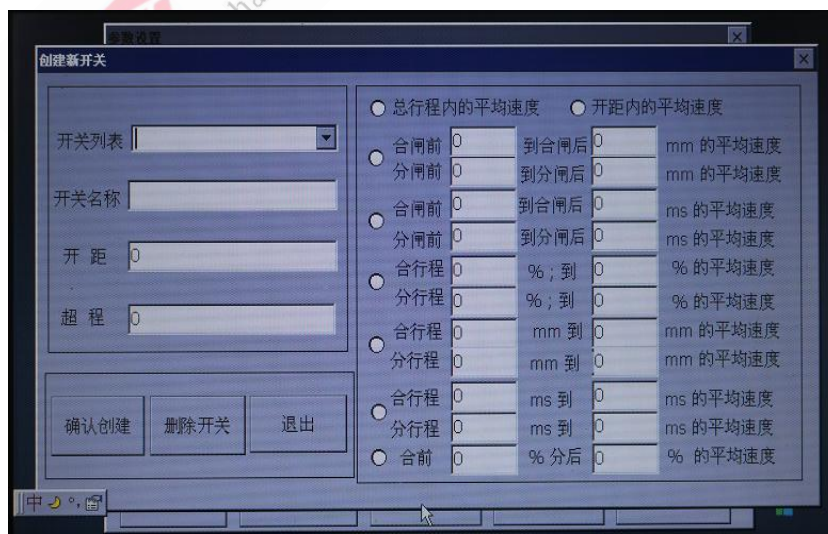 参数设置
创建新开关
开关列表
开关名称
开 距 0
超 程 0
确认创建 删除开关 退出
总行程内的平均速度 开距内的平均速度
合闸前 0 到合闸后 0 mm 的平均速度
分闸前 0 到分闸后 0 mm 的平均速度
合闸前 0 到合闸后 0 ms 的平均速度
分闸前 0 到分闸后 0 ms 的平均速度
合行程 0 %；到 0 % 的平均速度
分行程 0 %；到 0 % 的平均速度
合行程 0 mm 到 0 mm 的平均速度
分行程 0 mm 到 0 mm 的平均速度
合行程 0 ms 到 0 ms 的平均速度
分行程 0 ms 到 0 ms 的平均速度
合前 0 % 分后 0 % 的平均速度
中